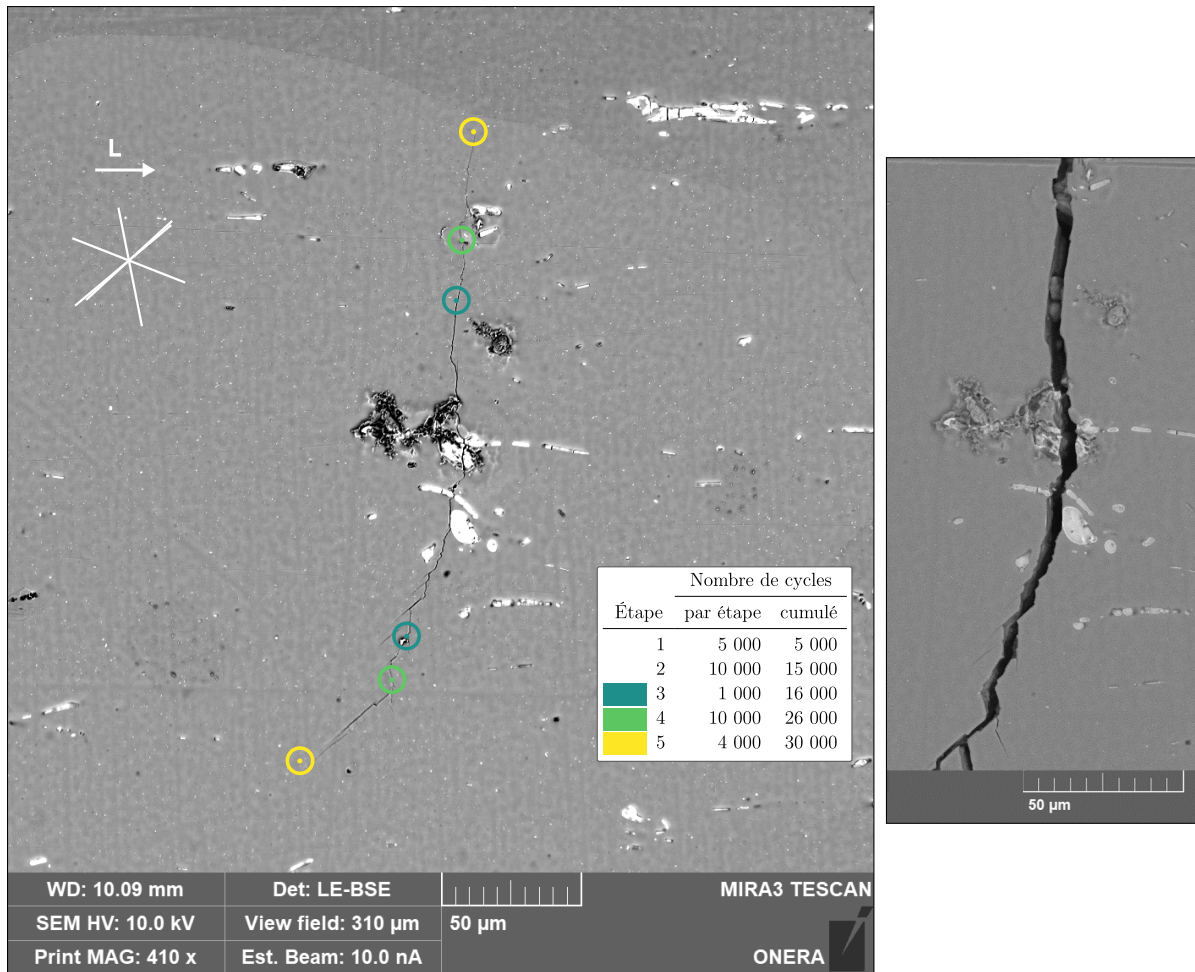 L
Nombre de cycles
Étape par étape cumulé
1 5 000 5 000
2 10 000 15 000
3 1 000 16 000
4 10 000 26 000
5 4 000 30 000
50 µm
WD: 10.09 mm Det: LE-BSE MIRA3 TESCAN
SEM HV: 10.0 kV View field: 310 µm 50 µm
Print MAG: 410 x Est. Beam: 10.0 nA ONERA